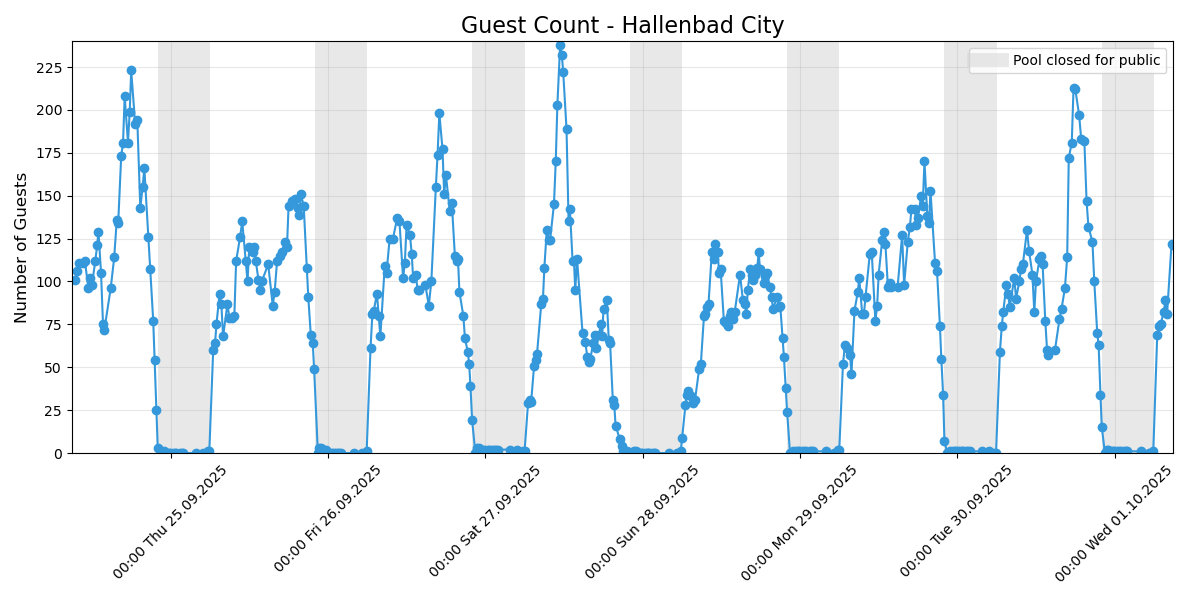 Guest Count - Hallenbad City
Pool closed for public
Number of Guests
225
200
175
150
125
100
75
50
25
0
00:00 Thu 25.09.2025
00:00 Fri 26.09.2025
00:00 Sat 27.09.2025
00:00 Sun 28.09.2025
00:00 Mon 29.09.2025
00:00 Tue 30.09.2025
00:00 Wed 01.10.2025